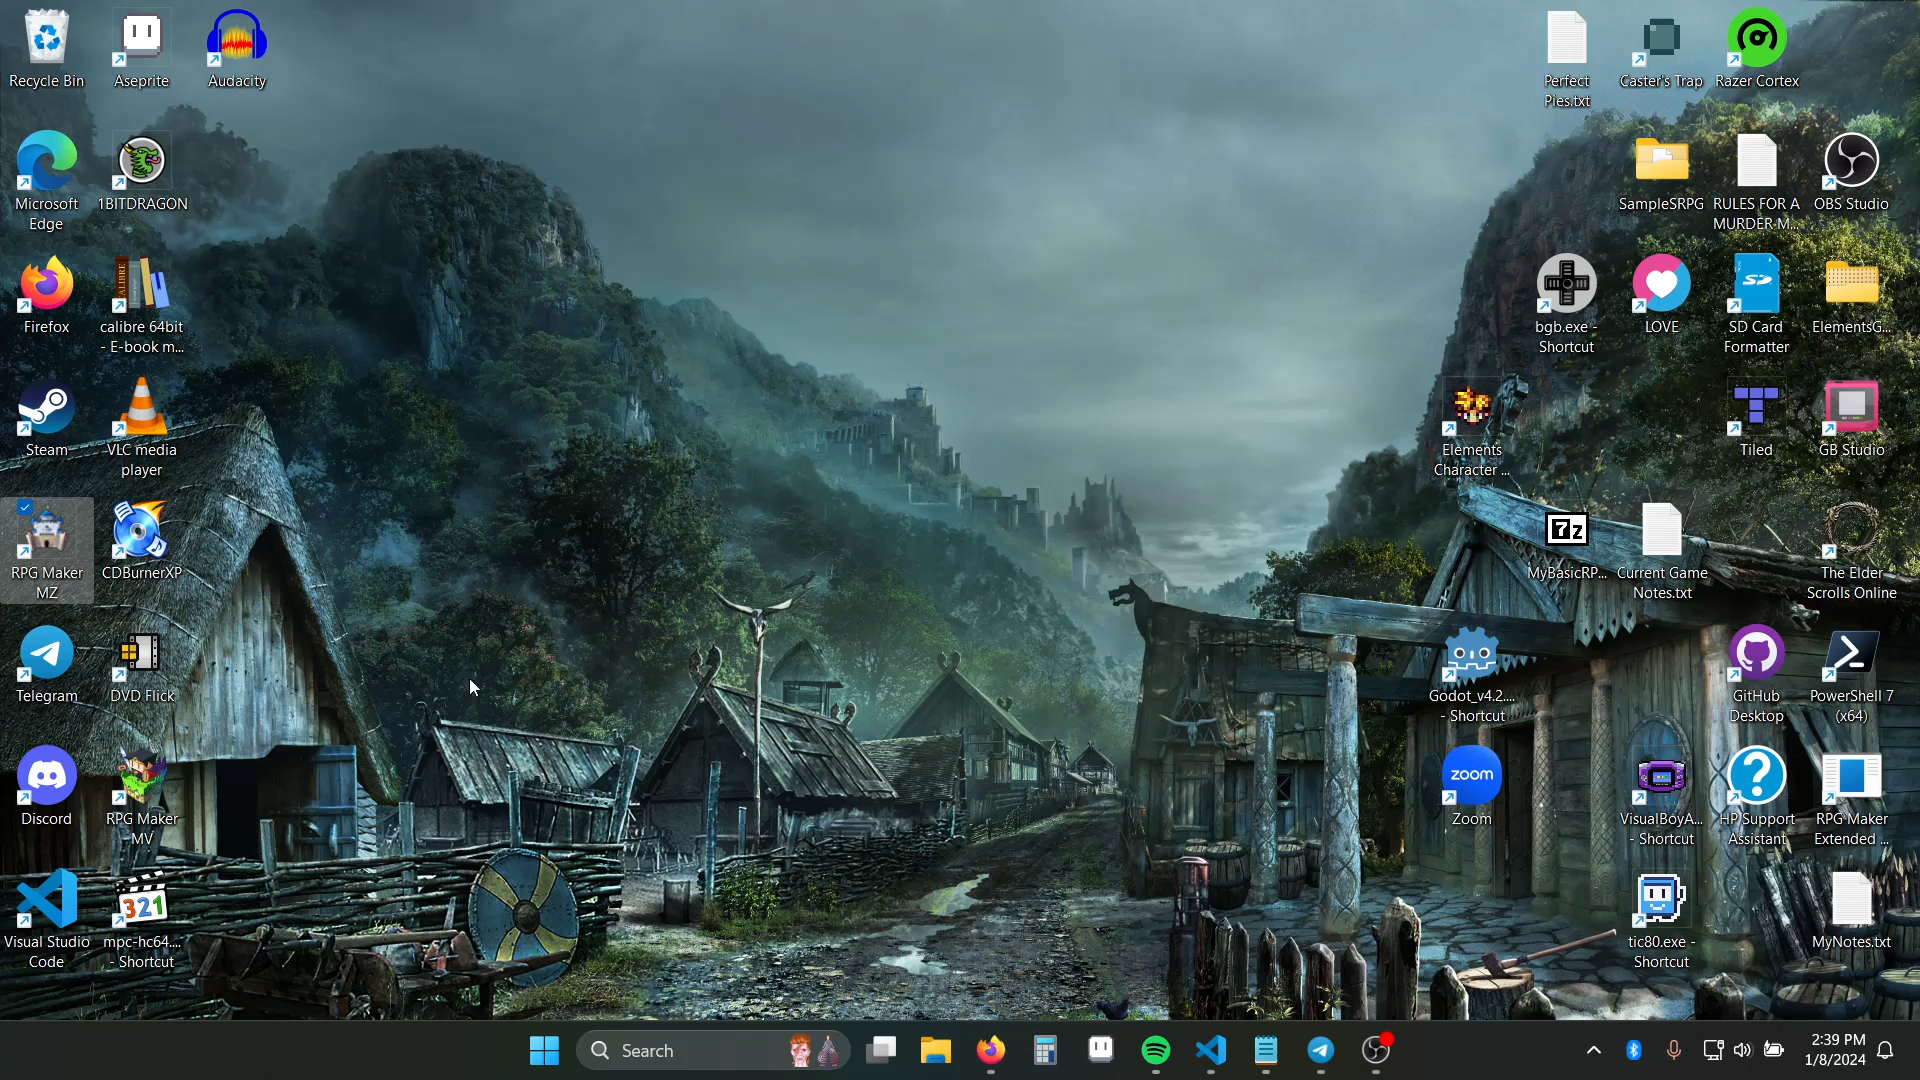 Recycle Bin
Aseprite
Audacity
Perfect
Pies.txt
Caster's Trap
Razer Cortex
Microsoft
Edge
1BITDRAGON
SampleSRPG
RULES FOR A
MURDER M...
OBS Studio
Firefox
CALIBRE
calibre 64bit
- E-book m...
bgb.exe -
Shortcut
LOVE
SD
SD Card
Formatter
ElementsG...
Steam
VLC media
player
Elements
Character ...
Tiled
GB Studio
RPG Maker
MZ
CDBurnerXP
7z
MyBasicRP...
Current Game
Notes.txt
The Elder
Scrolls Online
Telegram
DVD Flick
Godot_v4.2....
- Shortcut
GitHub
Desktop
PowerShell 7
(x64)
Discord
RPG Maker
MV
zoom
Zoom
VisualBoyA...
- Shortcut
?
HP Support
Assistant
RPG Maker
Extended ...
Visual Studio
Code
321
mpc-hc64....
- Shortcut
tic80.exe -
Shortcut
MyNotes.txt
Search
2:39 PM
1/8/2024